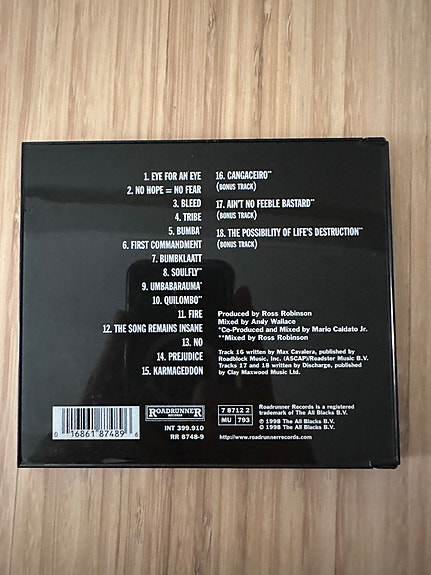 1. EYE FOR AN EYE
2. NO HOPE = NO FEAR
3. BLEED
4. TRIBE
5. BUMBA'
6. FIRST COMMANDMENT
7. BUMBKLAATT
8. SOULFLY**
9. UMBABARAUMA*
10. QUILOMBO**
11. FIRE
12. THE SONG REMAINS INSANE
13. NO
14. PREJUDICE
15. KARMAGEDDON
16. CANGACEIRO**
(BONUS TRACK)
17. AIN'T NO FEEBLE BASTARD**
(BONUS TRACK)
18. THE POSSIBILITY OF LIFE'S DESTRUCTION**
(BONUS TRACK)
Produced by Ross Robinson
Mixed by Andy Wallace
*Co-Produced and Mixed by Mario Caldato Jr.
**Mixed by Ross Robinson
Track 16 written by Max Cavalera, published by
Roadblock Music, Inc. (ASCAP)/Roadster Music B.V.
Tracks 17 and 18 written by Discharge, published by
Clay Maxwood Music Ltd.
0 16861 87489 6
ROADRUNNER
RECORDS
INT 399.910
RR 8748-9
7 8712 2
MU 793
Roadrunner Records is a registered
trademark of The All Blacks B.V.
℗ 1998 The All Blacks B.V.
© 1998 The All Blacks B.V.
http://www.roadrunnerrecords.com